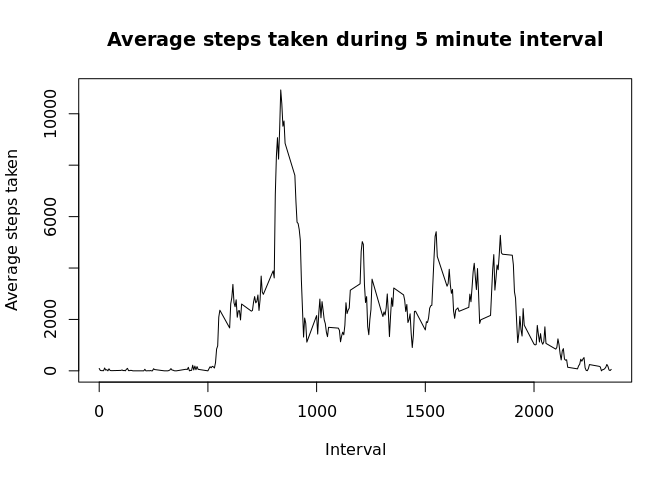 Average steps taken during 5 minute interval
Average steps taken
10000
6000
2000
0
0 500 1000 1500 2000
Interval